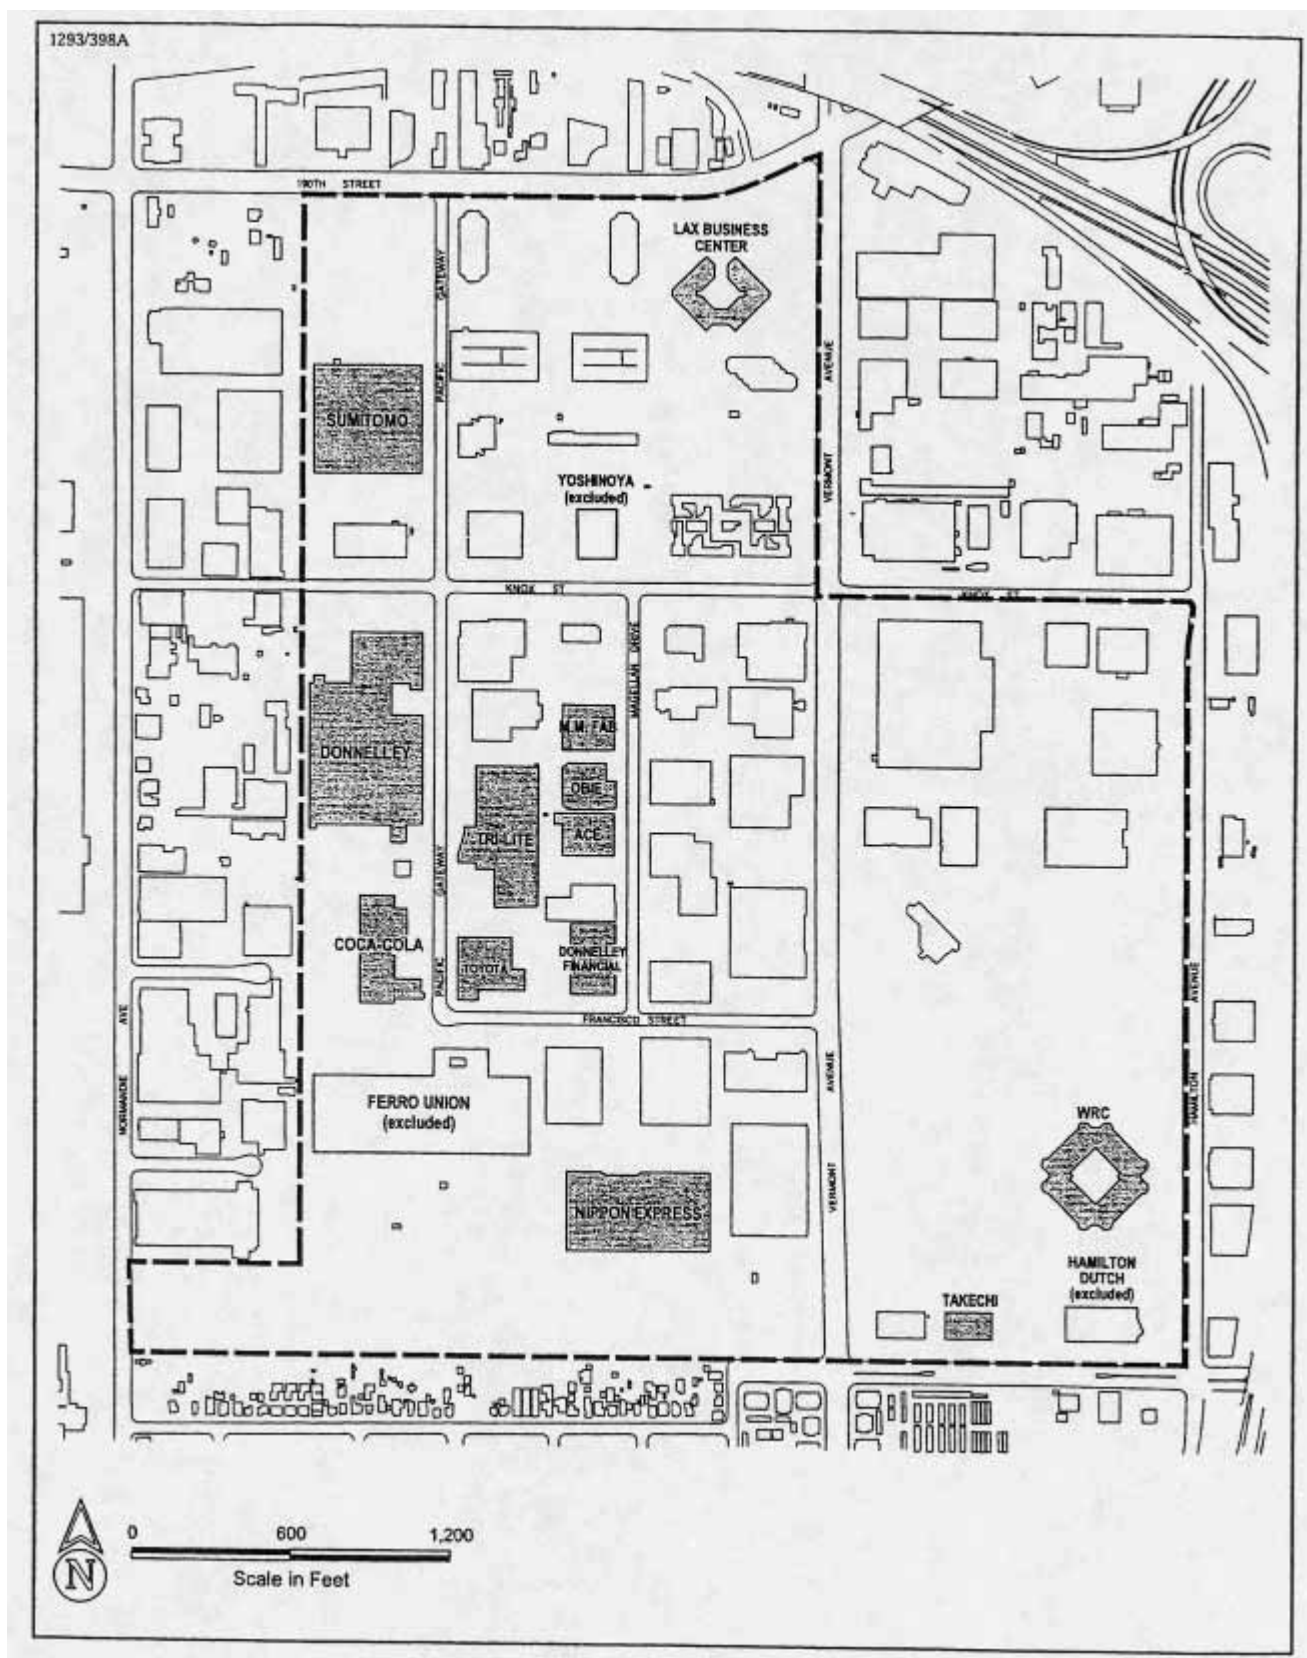 1293/398A
190TH STREET
LAX BUSINESS
CENTER
GATEWAY
PACIFIC
AVENUE
VERMONT
SUMITOMO
YOSHINOYA
(excluded)
KNOX ST
KNOX ST
MAGELLAN DRIVE
M.M. FAB
DONNELLEY
OBIE
TRI-LITE
ACE
GATEWAY
PACIFIC
COCA-COLA
DONNELLEY
FINANCIAL
TOYOTA
FRANCISCO STREET
AVENUE
HAMILTON
NORMANDIE AVE
AVENUE
VERMONT
FERRO UNION
(excluded)
WRC
NIPPON EXPRESS
HAMILTON
DUTCH
(excluded)
TAKECHI
0 600 1,200
Scale in Feet
N